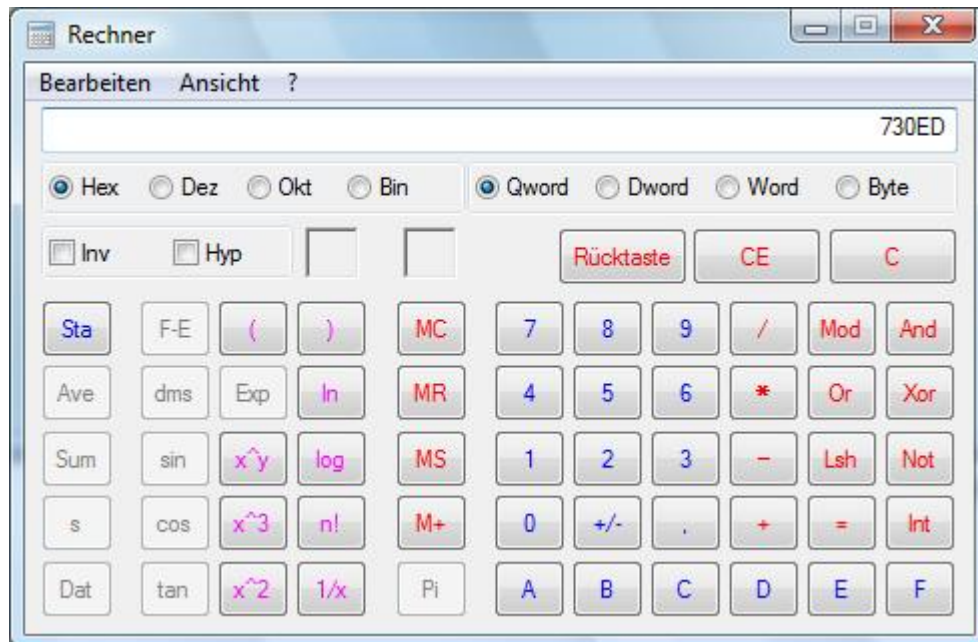 Rechner
Bearbeiten Ansicht ?
730ED
Hex Dez Okt Bin Qword Dword Word Byte
Inv Hyp Rücktaste CE C
Sta F-E ( ) MC 7 8 9 / Mod And
Ave dms Exp ln MR 4 5 6 * Or Xor
Sum sin x^y log MS 1 2 3 - Lsh Not
s cos x^3 n! M+ 0 +/- , + = Int
Dat tan x^2 1/x Pi A B C D E F